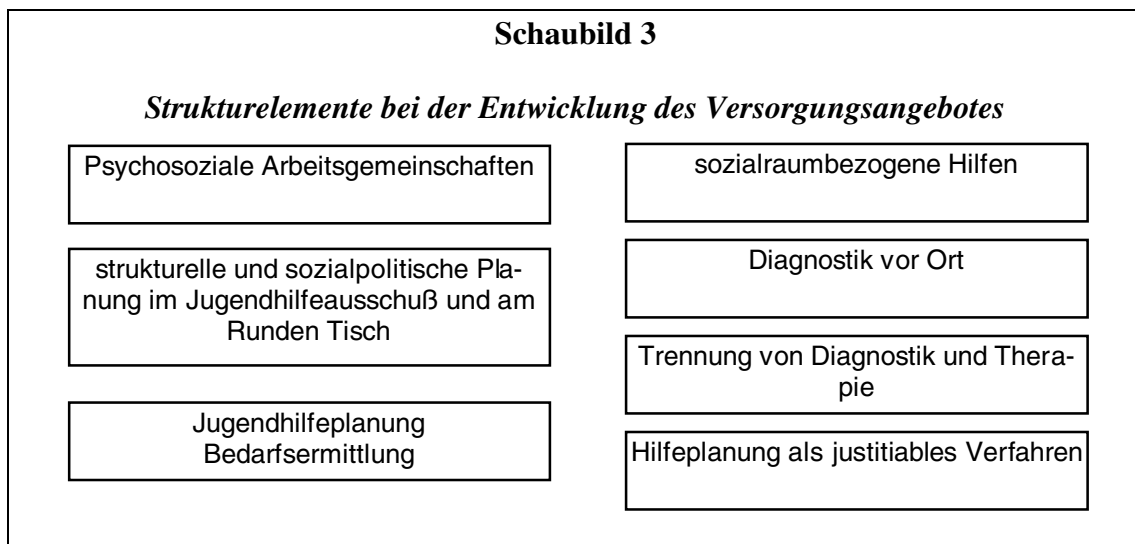 Schaubild 3
Strukturelemente bei der Entwicklung des Versorgungsangebotes
Psychosoziale Arbeitsgemeinschaften
strukturelle und sozialpolitische Pla-
nung im Jugendhilfeausschuß und am
Runden Tisch
Jugendhilfeplanung
Bedarfsermittlung
sozialraumbezogene Hilfen
Diagnostik vor Ort
Trennung von Diagnostik und Thera-
pie
Hilfeplanung als justitiables Verfahren